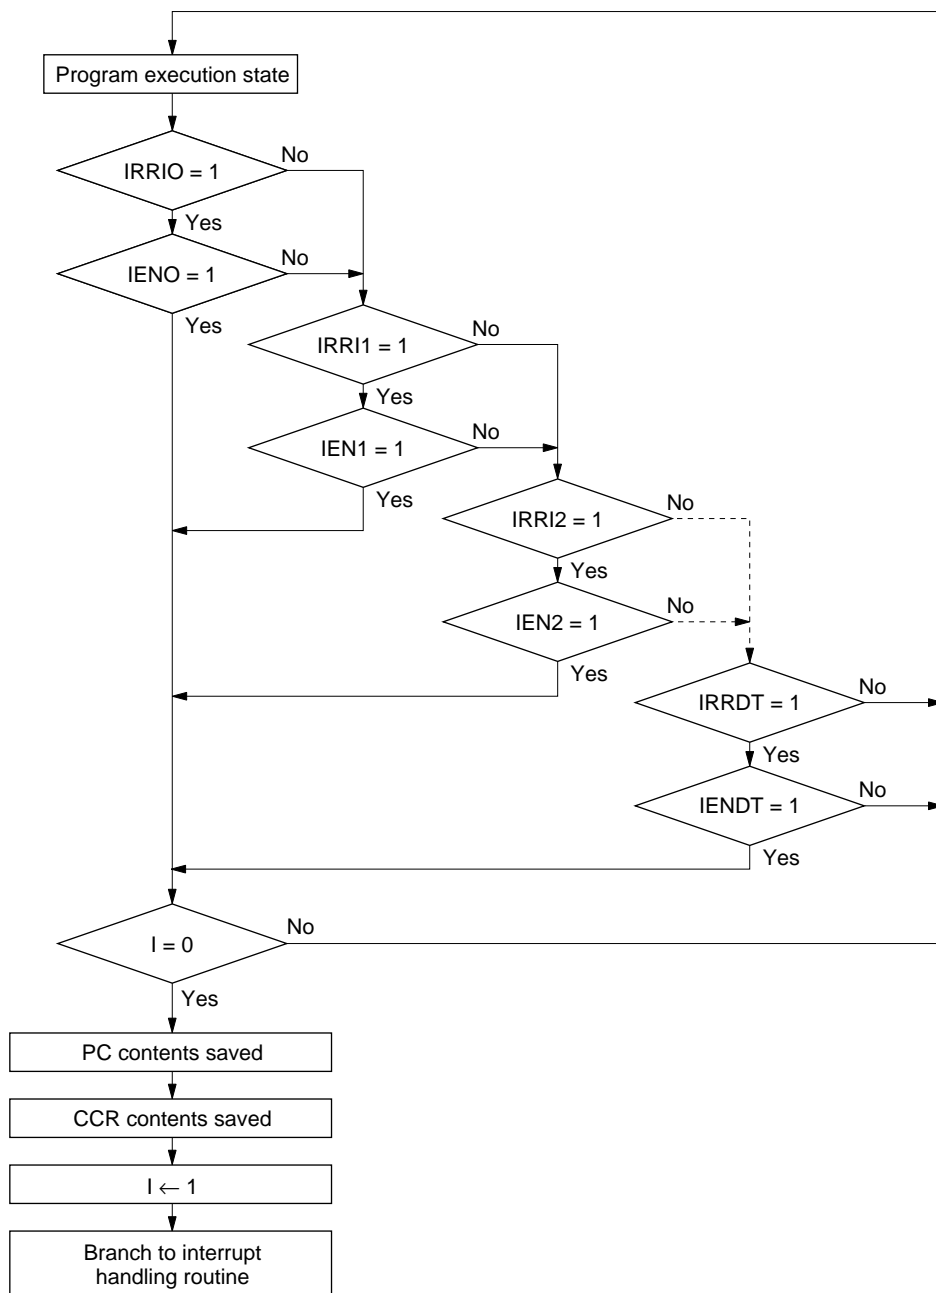 Program execution state
IRRIO = 1
No
Yes
IENO = 1
No
Yes
IRRI1 = 1
No
Yes
IEN1 = 1
No
Yes
IRRI2 = 1
No
Yes
IEN2 = 1
No
Yes
IRRDT = 1
No
Yes
IENDT = 1
No
Yes
I = 0
No
Yes
PC contents saved
CCR contents saved
I ← 1
Branch to interrupt
handling routine